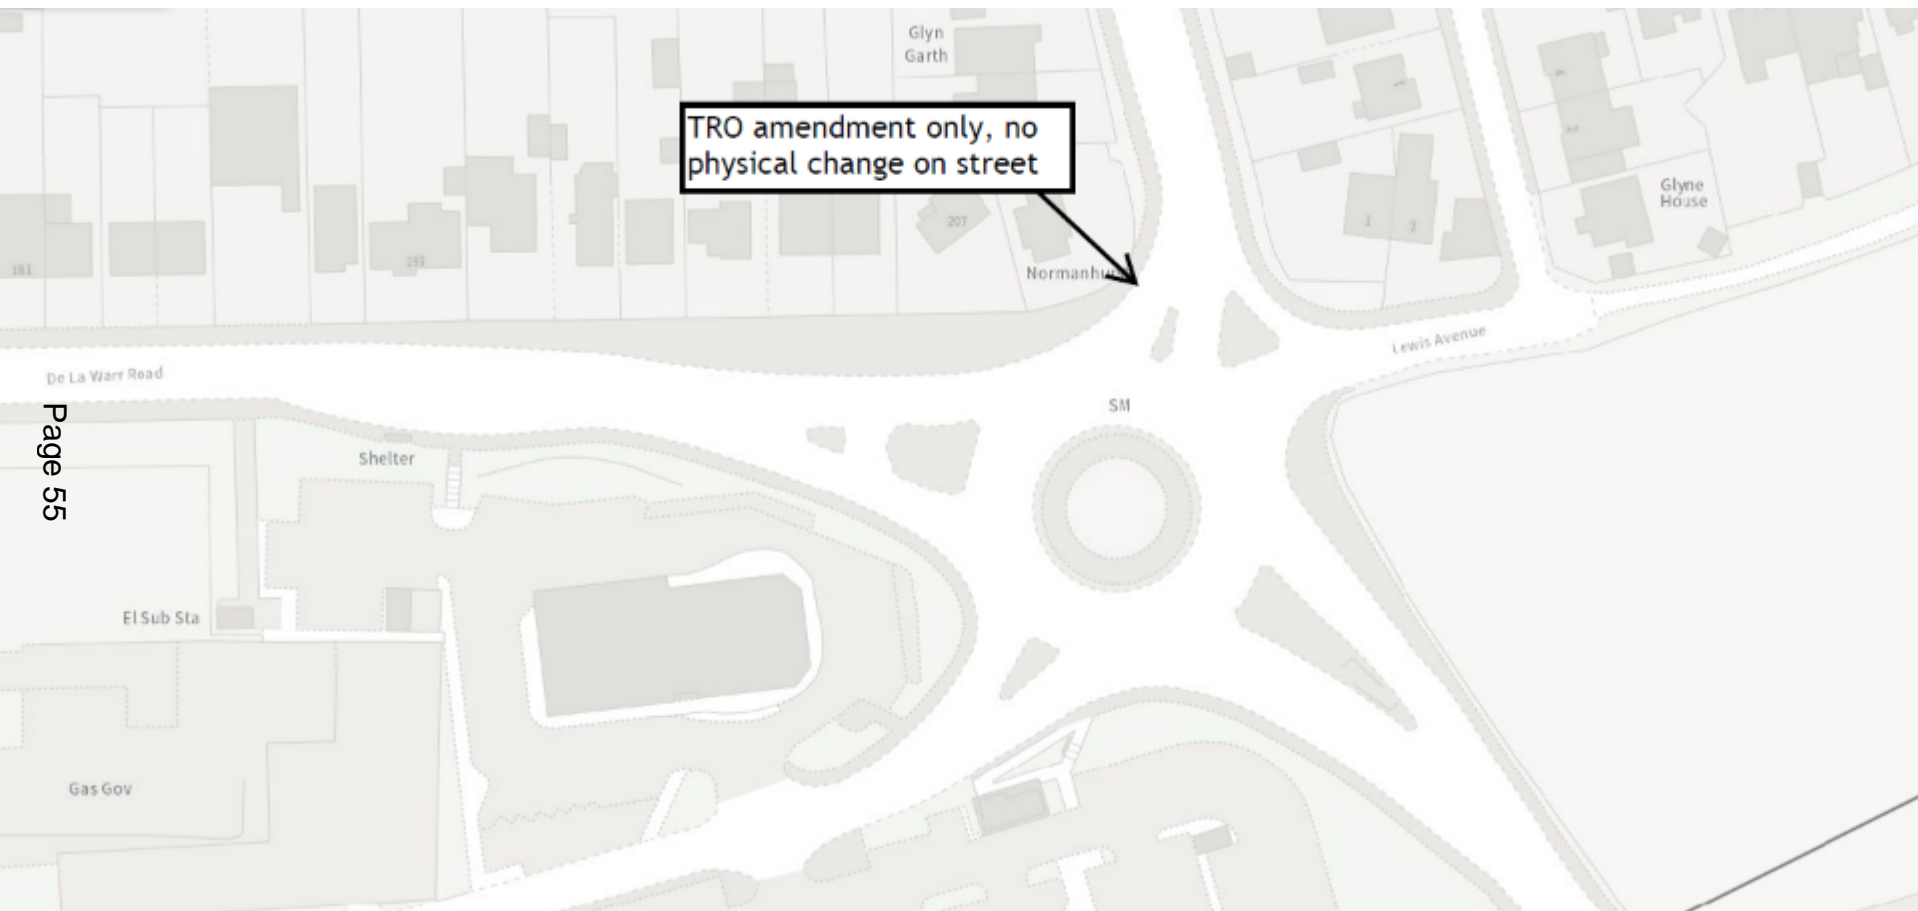 Glyn
Garth
TRO amendment only, no
physical change on street
Glyne
House
207
1
2
181
193
Lewis Avenue
De La Warr Road
SM
Page 55
Shelter
El Sub Sta
Gas Gov